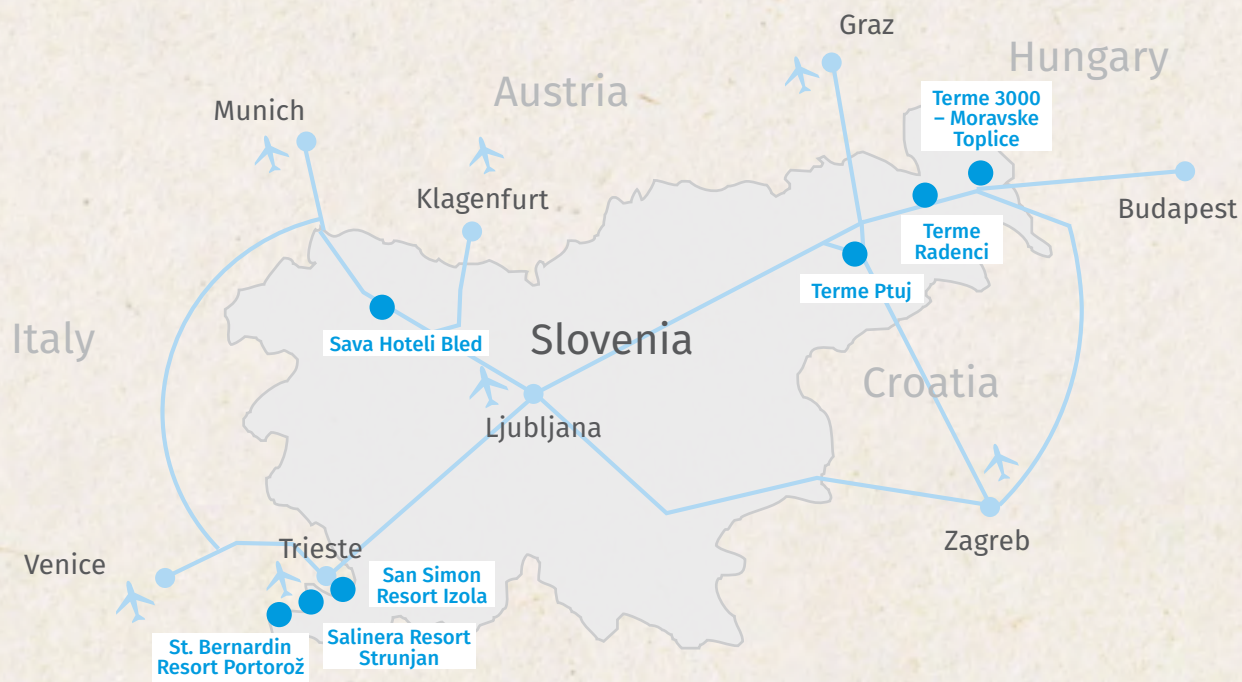 Graz
Hungary
Austria
Terme 3000
– Moravske
Toplice
Munich
Klagenfurt
Budapest
Terme
Radenci
Terme Ptuj
Italy
Sava Hoteli Bled
Slovenia
Croatia
Ljubljana
Zagreb
Trieste
Venice
San Simon
Resort Izola
Salinera Resort
Strunjan
St. Bernardin
Resort Portorož